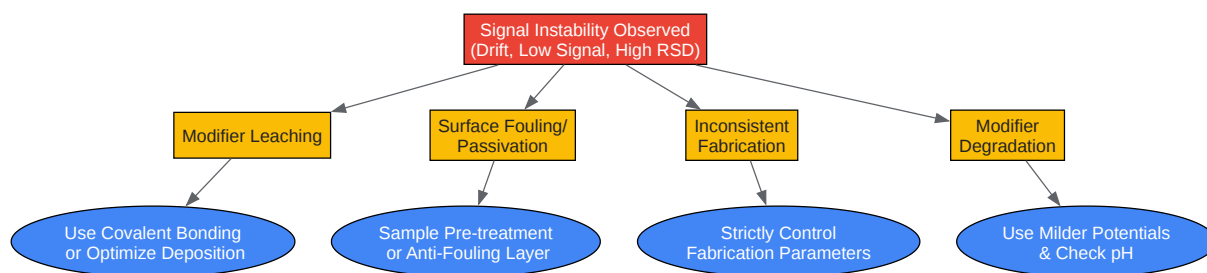 Signal Instability Observed
(Drift, Low Signal, High RSD)
Modifier Leaching
Surface Fouling/
Passivation
Inconsistent
Fabrication
Modifier
Degradation
Use Covalent Bonding
or Optimize Deposition
Sample Pre-treatment
or Anti-Fouling Layer
Strictly Control
Fabrication Parameters
Use Milder Potentials
& Check pH